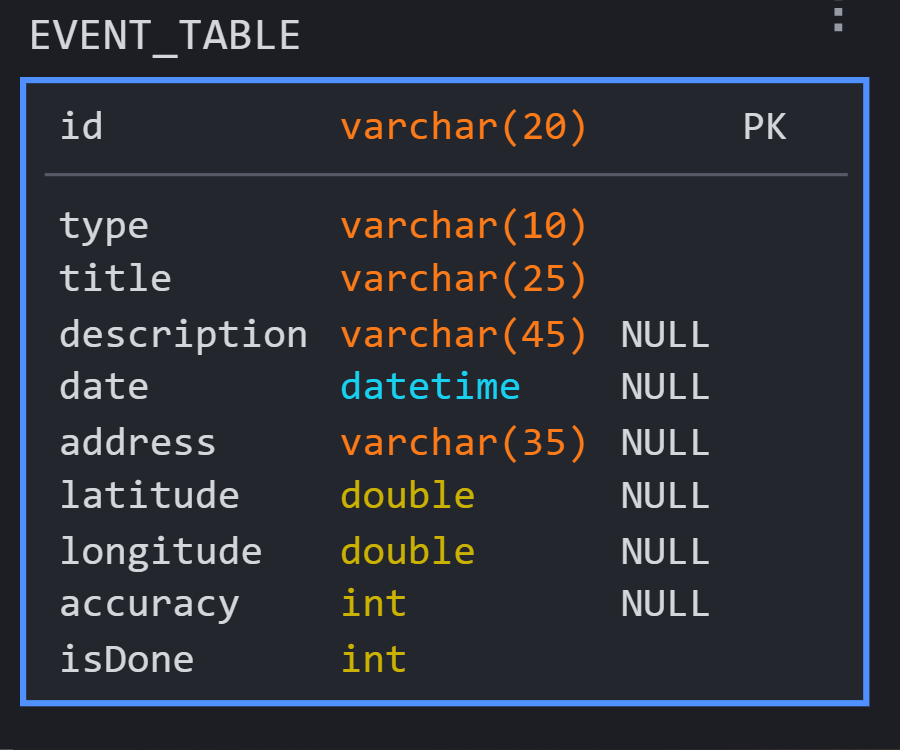 EVENT_TABLE
id varchar(20) PK
type varchar(10)
title varchar(25)
description varchar(45) NULL
date datetime NULL
address varchar(35) NULL
latitude double NULL
longitude double NULL
accuracy int NULL
isDone int